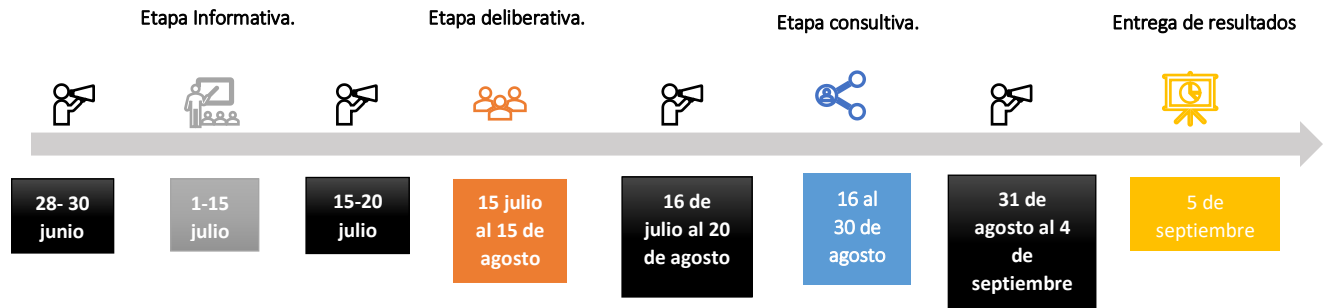 Etapa Informativa.
Etapa deliberativa.
Etapa consultiva.
Entrega de resultados
28- 30
junio
1-15
julio
15-20
julio
15 julio
al 15 de
agosto
16 de
julio al 20
de agosto
16 al
30 de
agosto
31 de
agosto al 4
de
septiembre
5 de
septiembre